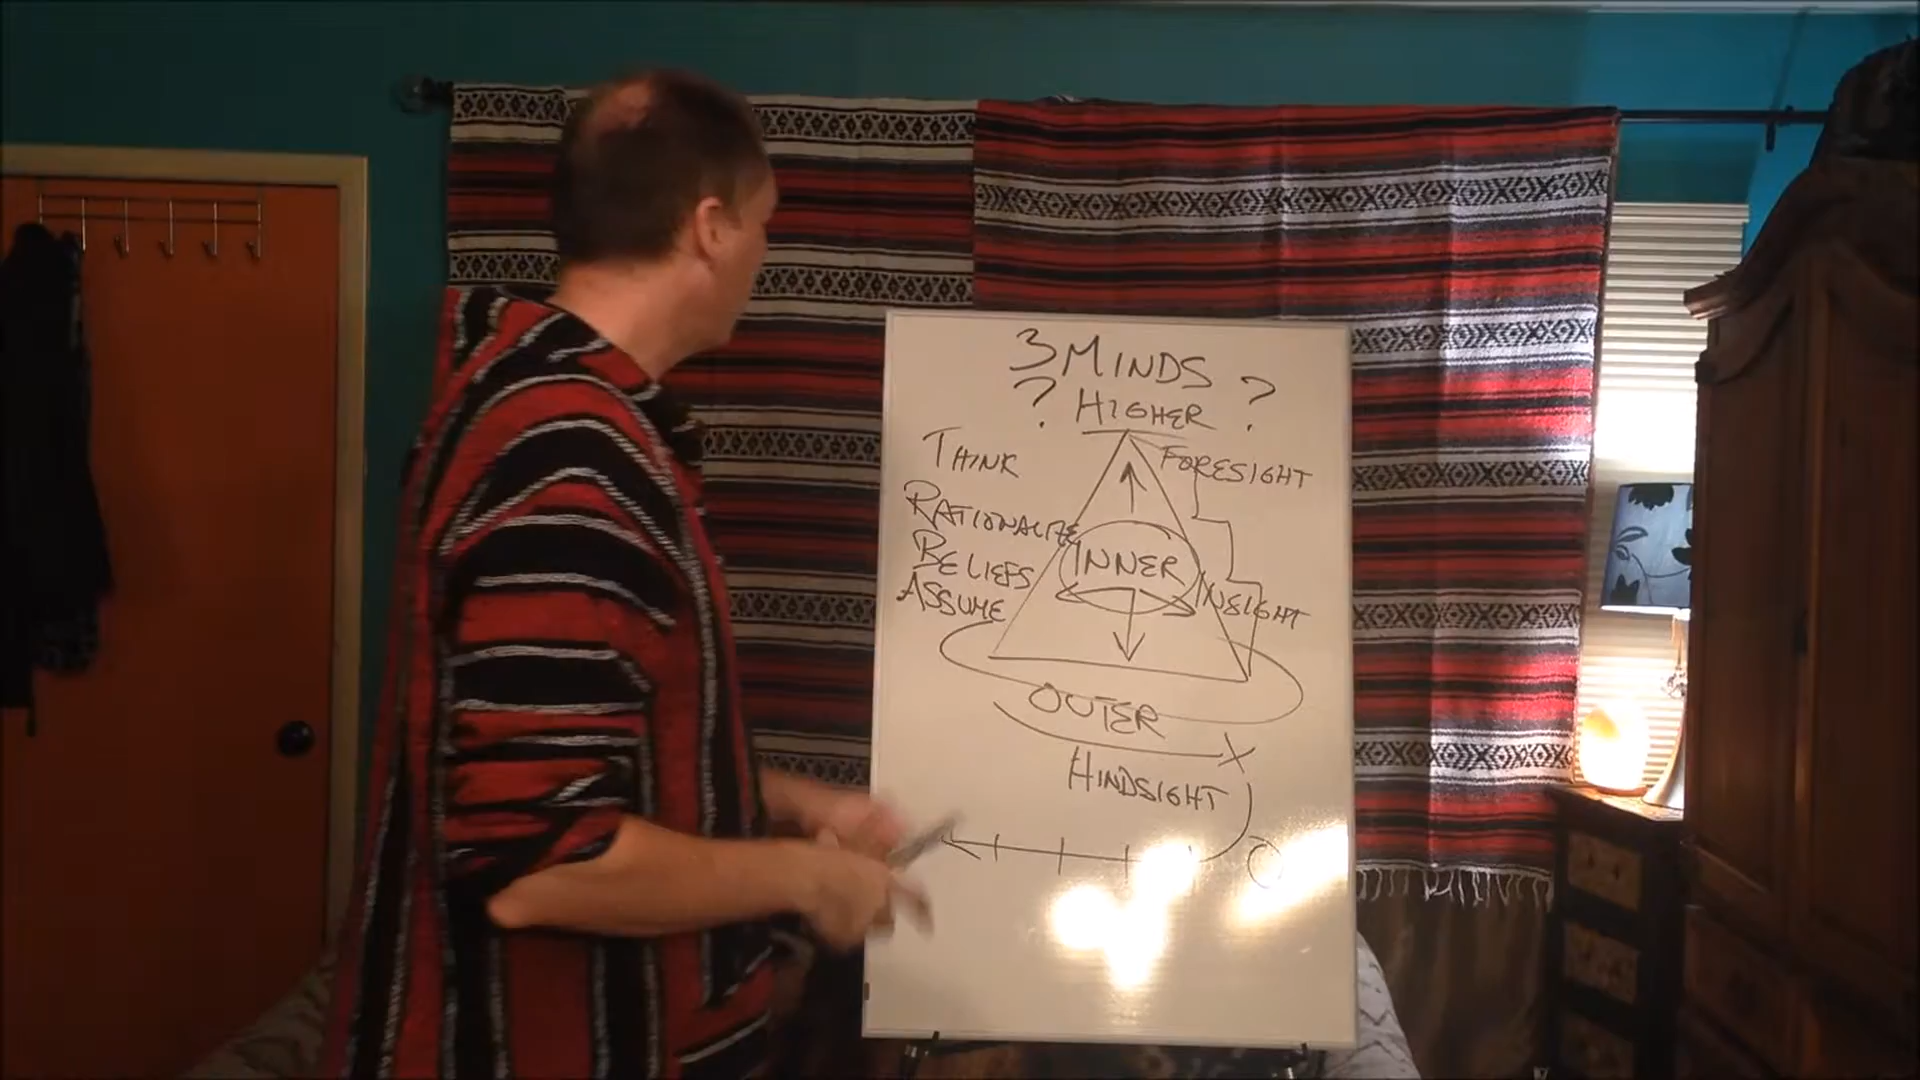 3 MINDS
? HIGHER ?
THINK
FORESIGHT
RATIONALIZE
BELIEFS
INNER
ASSUME
INSIGHT
OUTER
X
HINDSIGHT